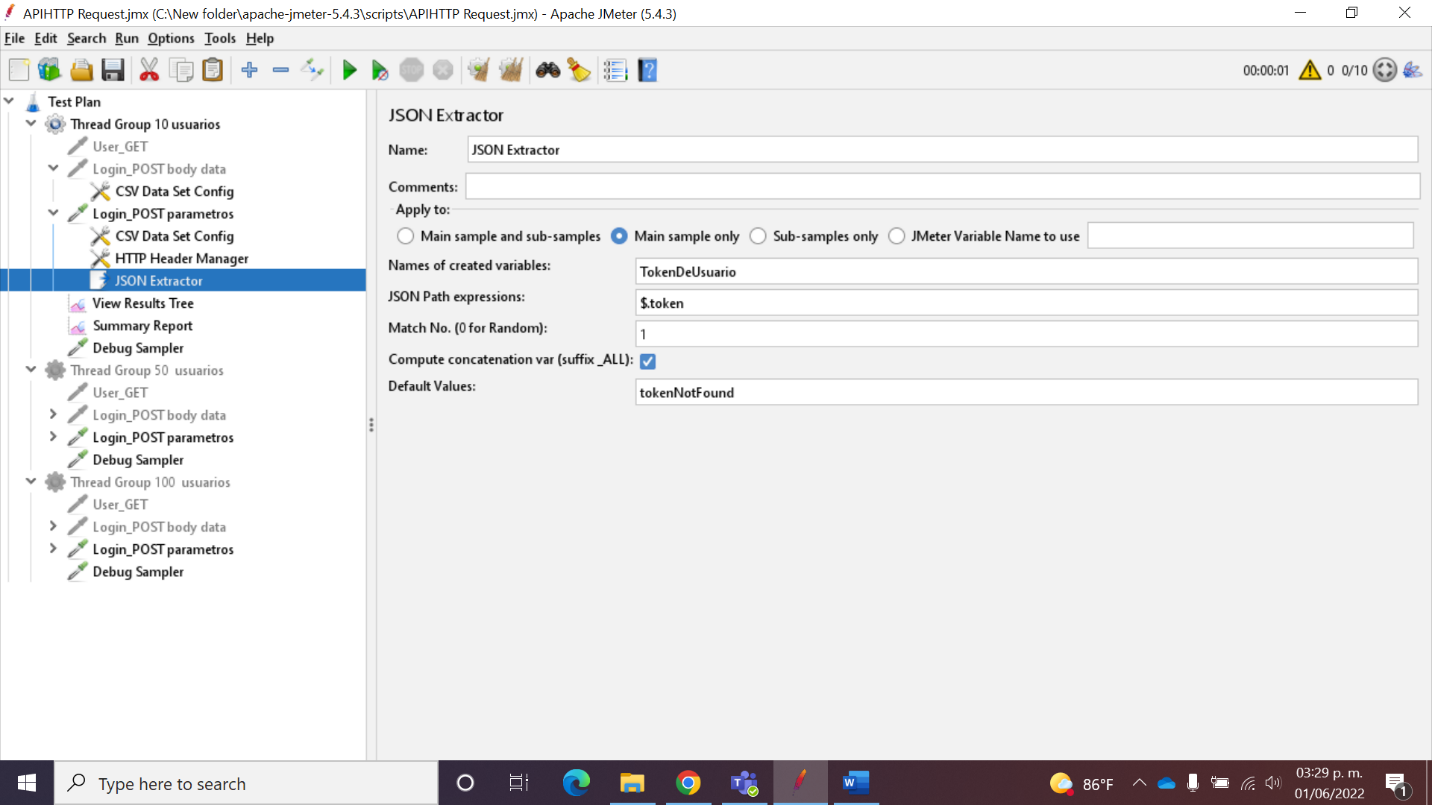 APIHTTP Request.jmx (C:\New folder\apache-jmeter-5.4.3\scripts\APIHTTP Request.jmx) - Apache JMeter (5.4.3)
File Edit Search Run Options Tools Help
STOP
00:00:01 0 0/10
Test Plan
Thread Group 10 usuarios
User_GET
Login_POST body data
CSV Data Set Config
Login_POST parametros
CSV Data Set Config
HTTP Header Manager
JSON Extractor
View Results Tree
Summary Report
Debug Sampler
Thread Group 50 usuarios
User_GET
Login_POST body data
Login_POST parametros
Debug Sampler
Thread Group 100 usuarios
User_GET
Login_POST body data
Login_POST parametros
Debug Sampler
JSON Extractor
Name: JSON Extractor
Comments:
Apply to:
Main sample and sub-samples Main sample only Sub-samples only JMeter Variable Name to use
Names of created variables: TokenDeUsuario
JSON Path expressions: $.token
Match No. (0 for Random): 1
Compute concatenation var (suffix _ALL):
Default Values: tokenNotFound
Type here to search
86°F
03:29 p. m.
01/06/2022
1